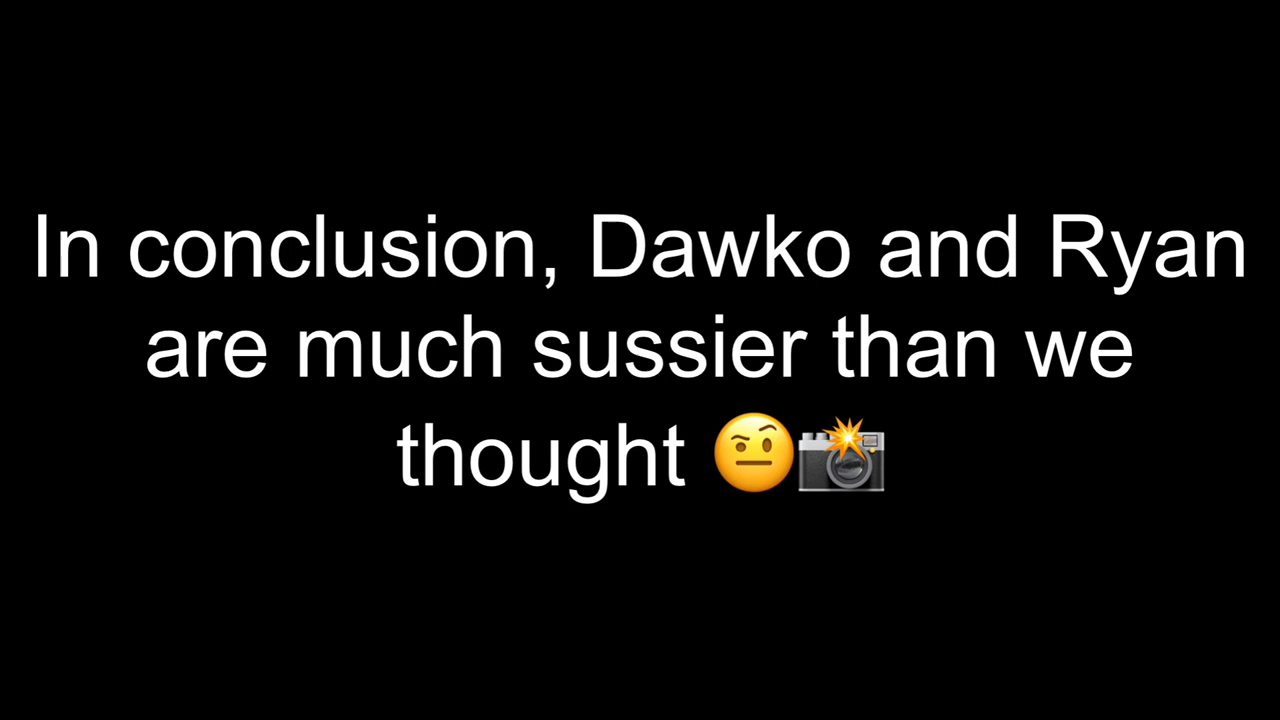 In conclusion, Dawko and Ryan
are much sussier than we
thought 🤨📸